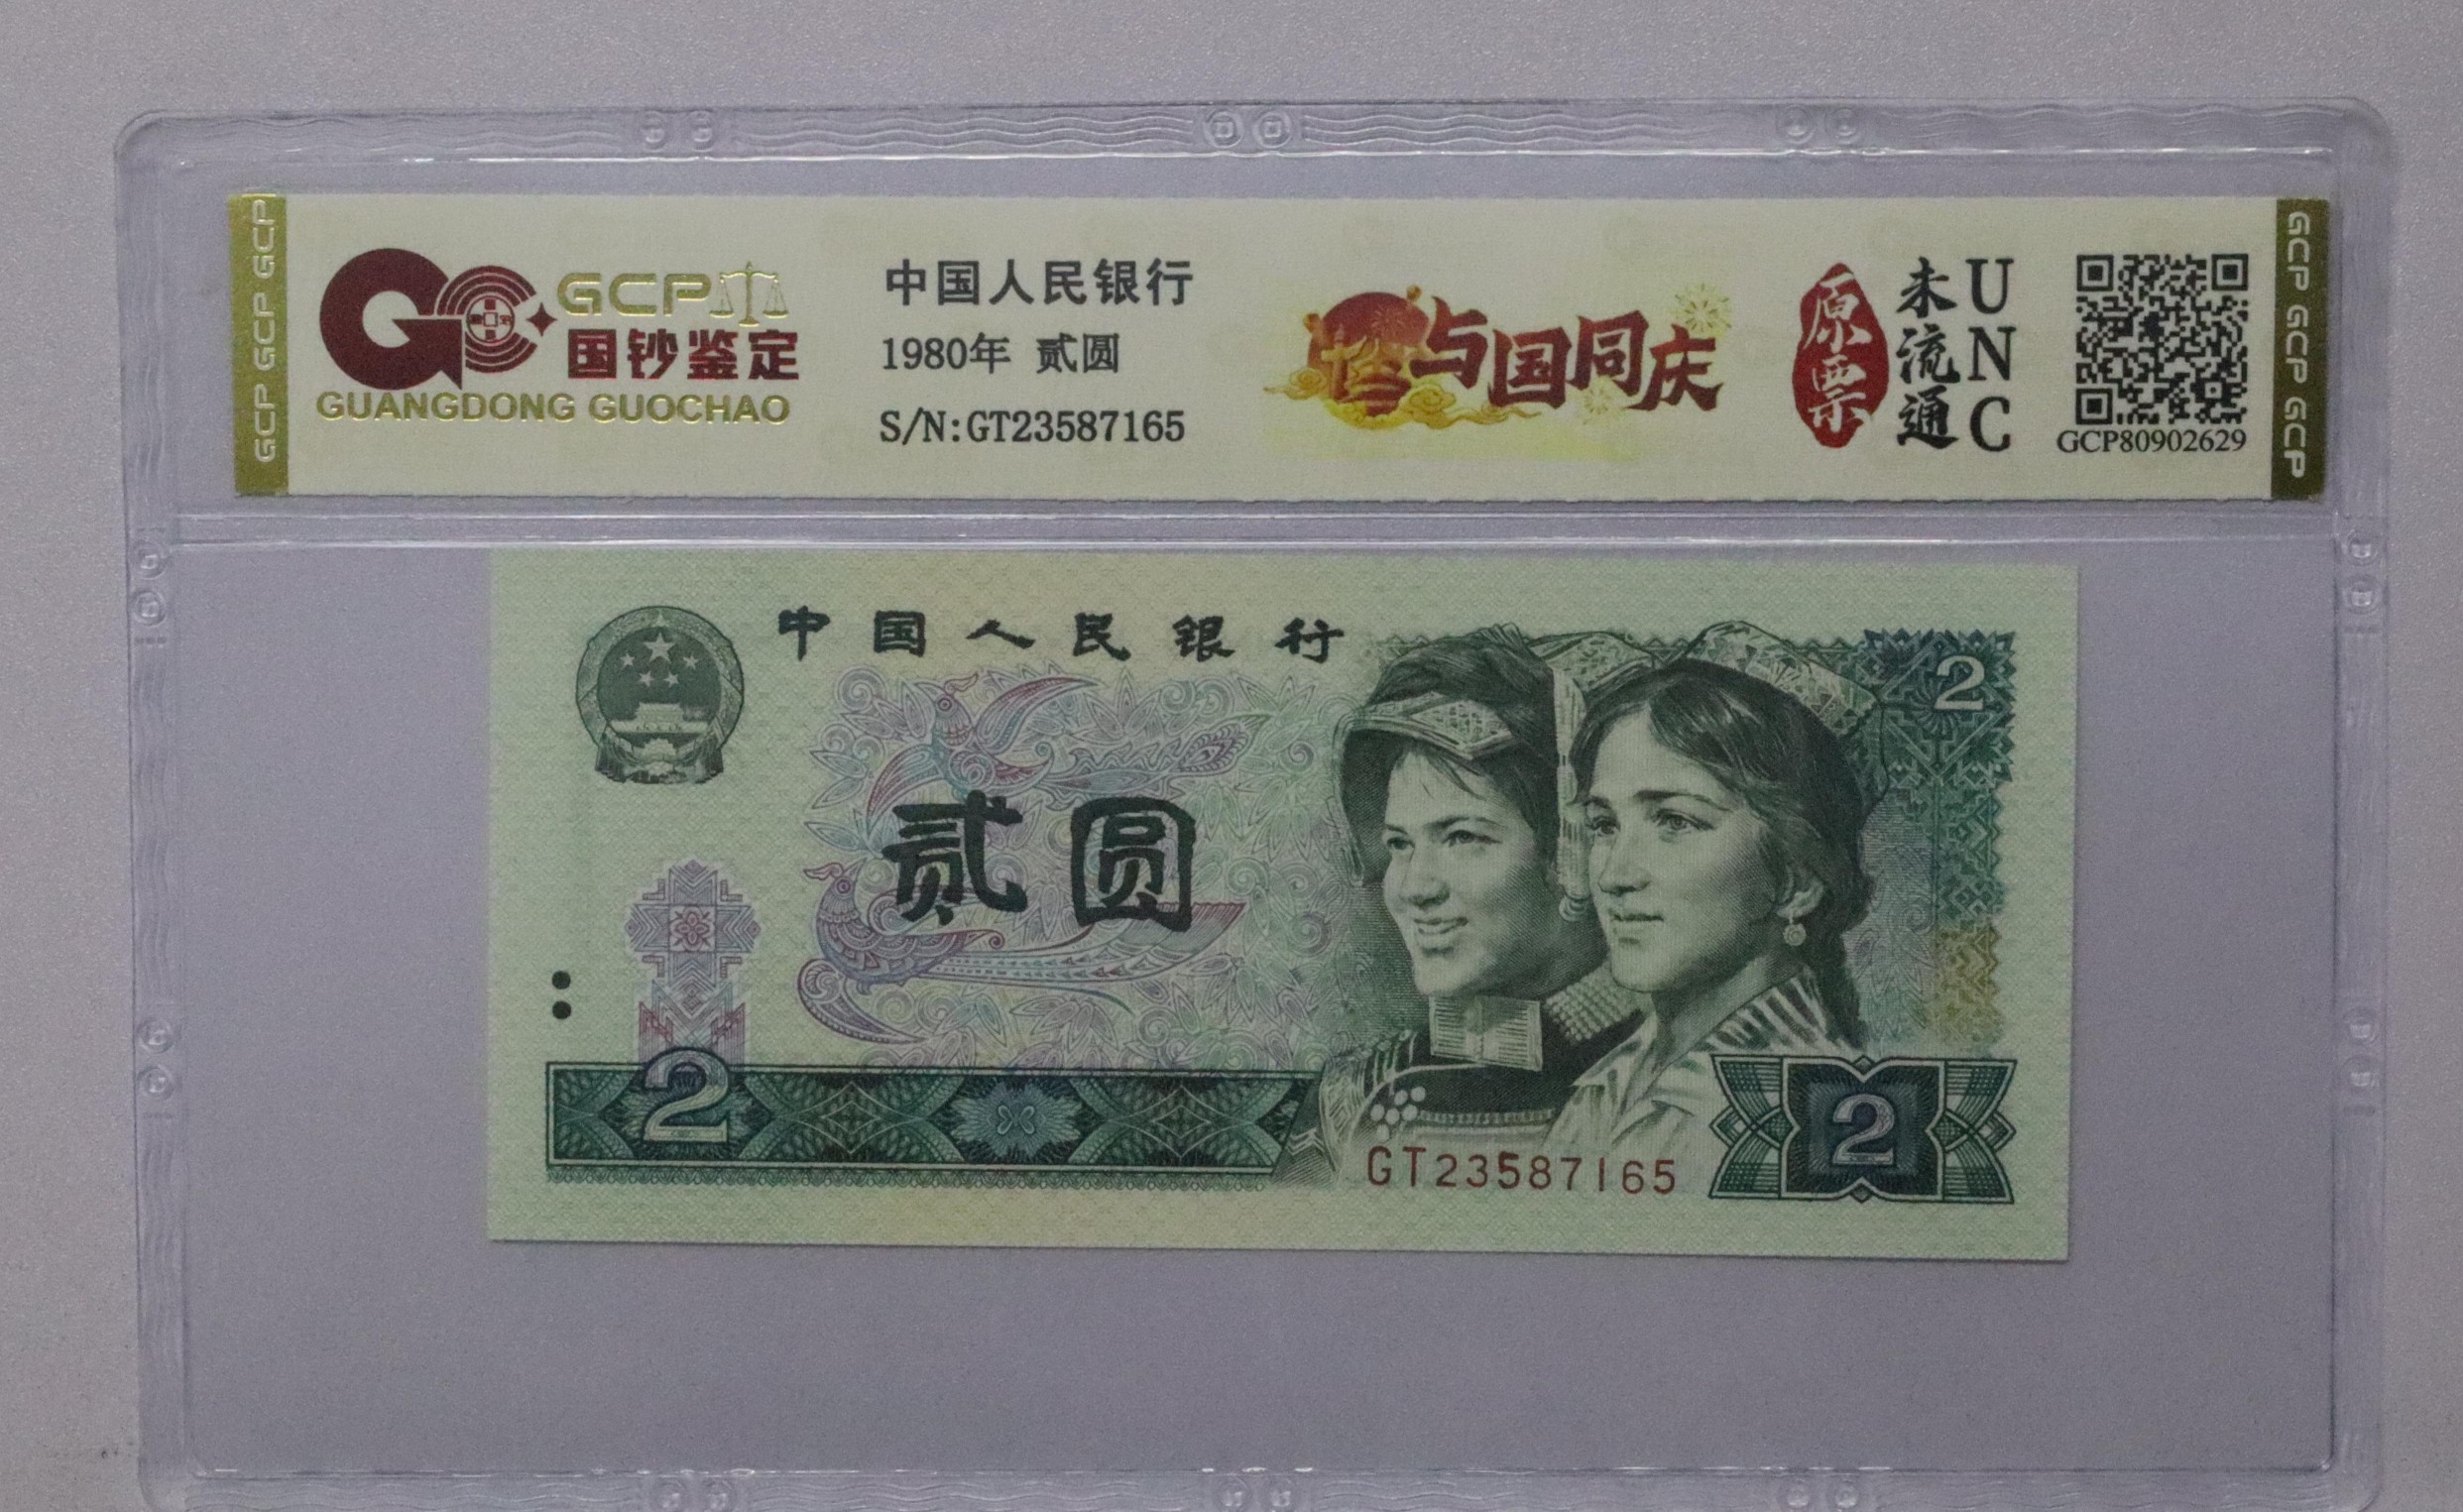 GCP GCP GCP
GCP
国钞鉴定
GUANGDONG GUOCHAO
中国人民银行
1980年 贰圆
S/N:GT23587165
与国同庆
原票
未流通
UNC
GCP80902629
GCP GCP GCP
中国人民银行
2
贰圆
2
2
GT23587165